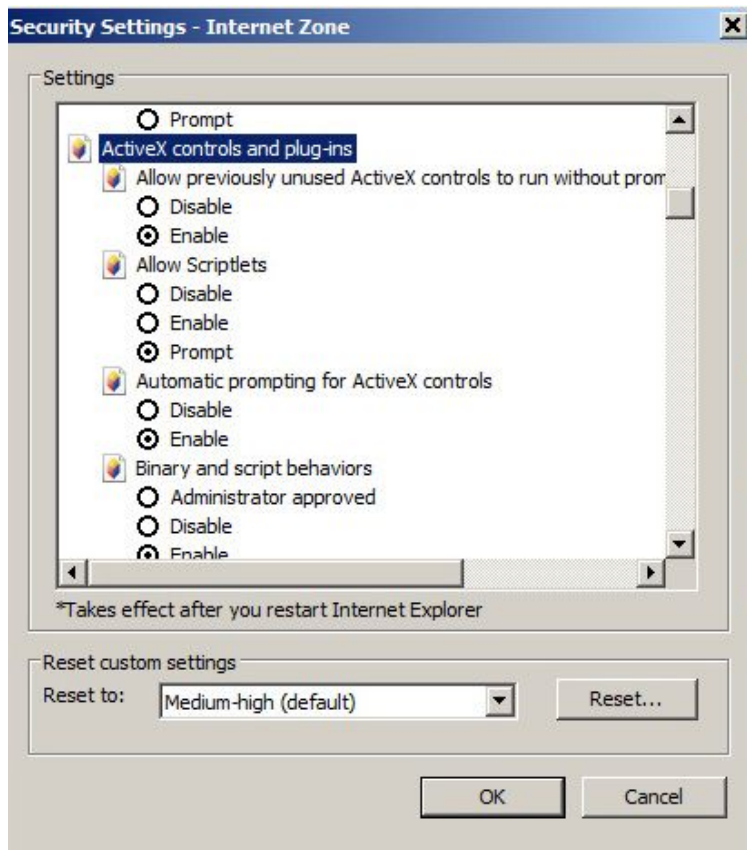 Security Settings - Internet Zone
Settings
Prompt
ActiveX controls and plug-ins
Allow previously unused ActiveX controls to run without prom
Disable
Enable
Allow Scriptlets
Disable
Enable
Prompt
Automatic prompting for ActiveX controls
Disable
Enable
Binary and script behaviors
Administrator approved
Disable
Enable
*Takes effect after you restart Internet Explorer
Reset custom settings
Reset to: Medium-high (default) Reset...
OK Cancel